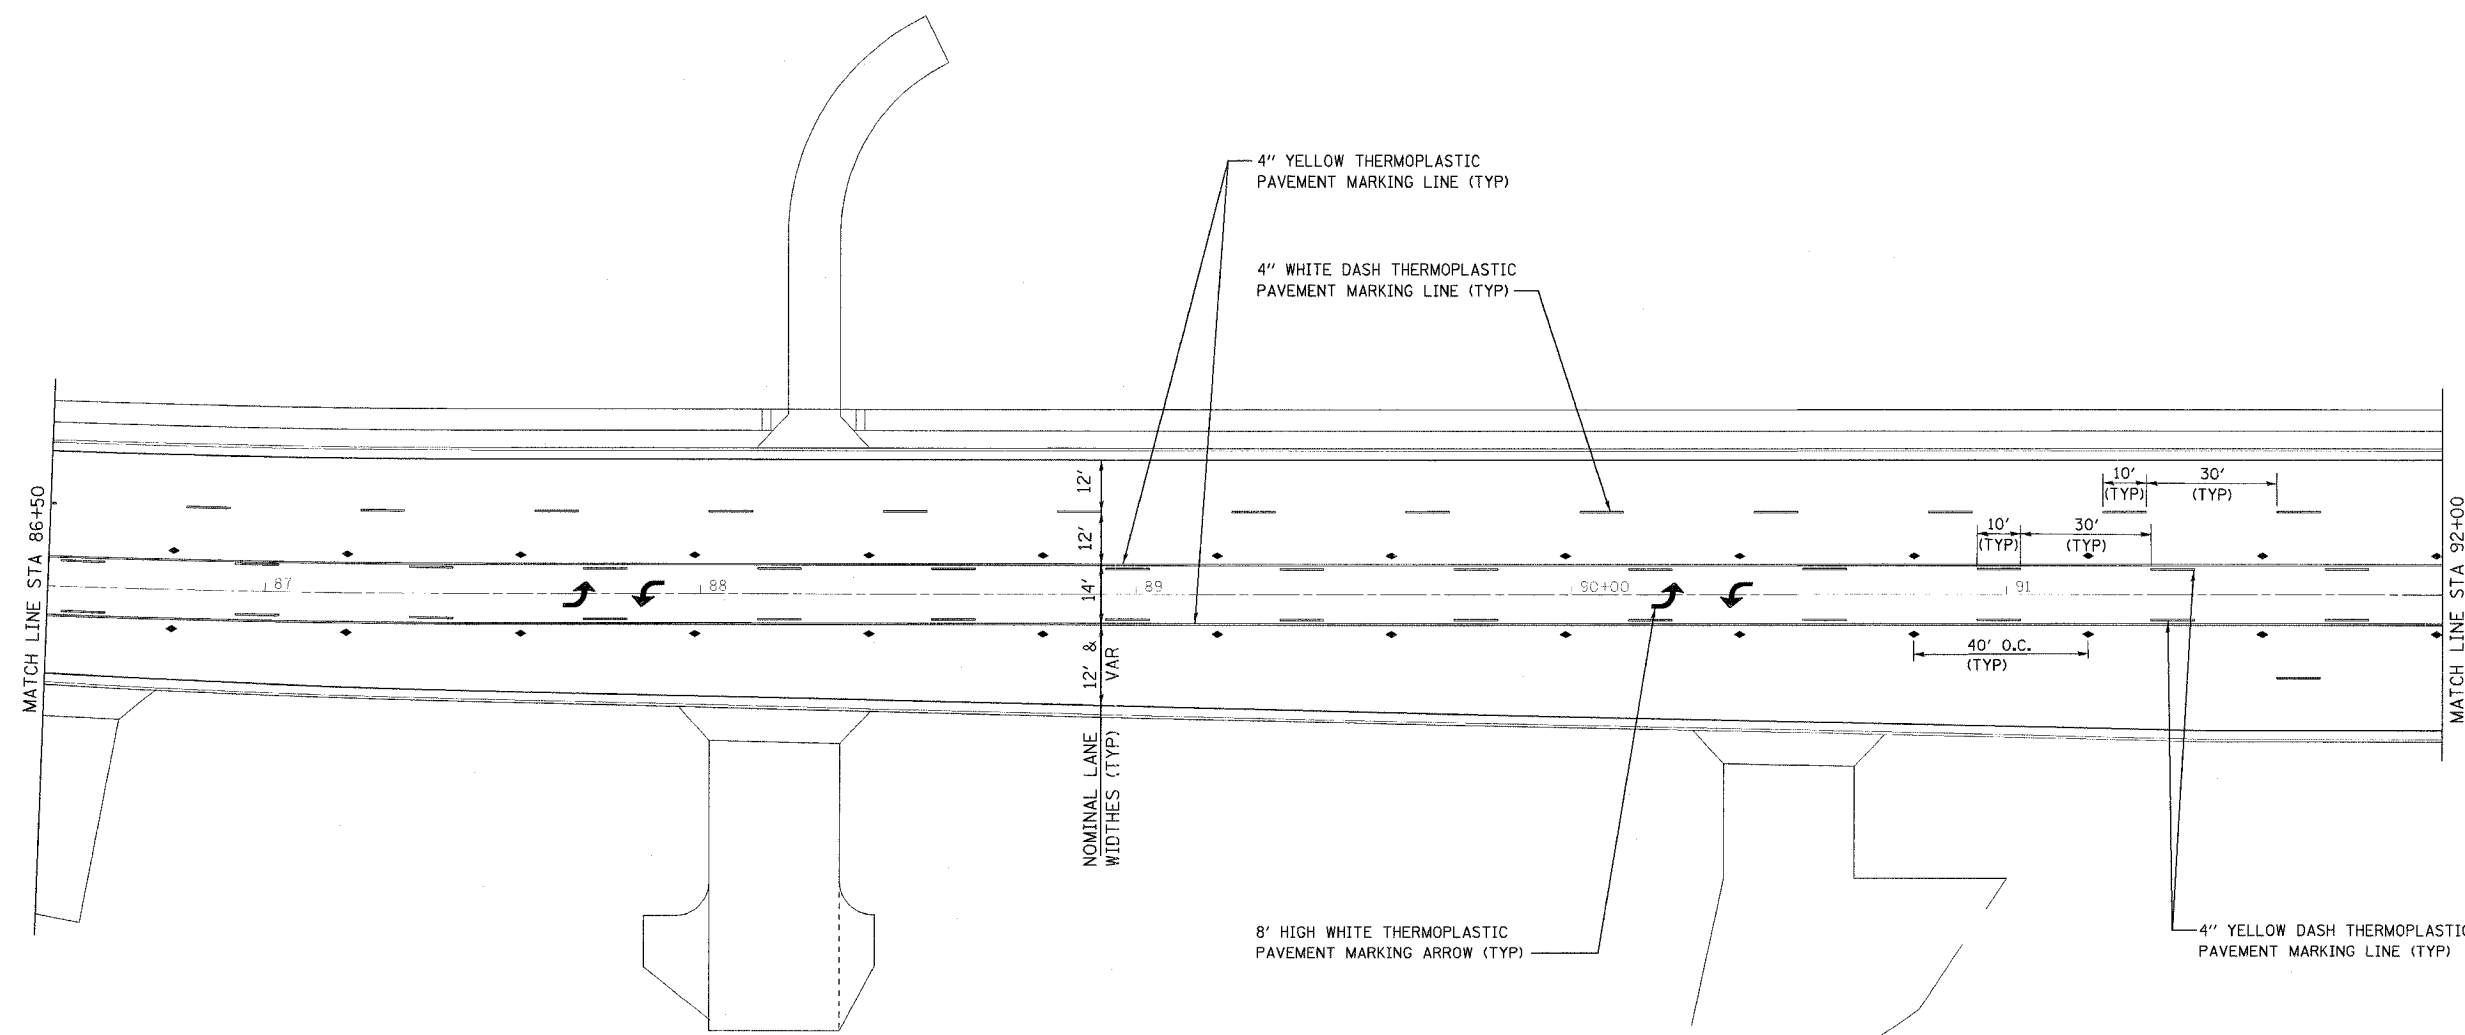 4" YELLOW THERMOPLASTIC
PAVEMENT MARKING LINE (TYP)
4" WHITE DASH THERMOPLASTIC
PAVEMENT MARKING LINE (TYP)
MATCH LINE STA 86+50
12'
12'
14'
12' &
VAR
NOMINAL LANE
WIDTHES (TYP)
10'
(TYP)
30'
(TYP)
10'
(TYP)
30'
(TYP)
87
88
89
90+00
91
40' O.C.
(TYP)
MATCH LINE STA 92+00
8' HIGH WHITE THERMOPLASTIC
PAVEMENT MARKING ARROW (TYP)
4" YELLOW DASH THERMOPLASTIC
PAVEMENT MARKING LINE (TYP)